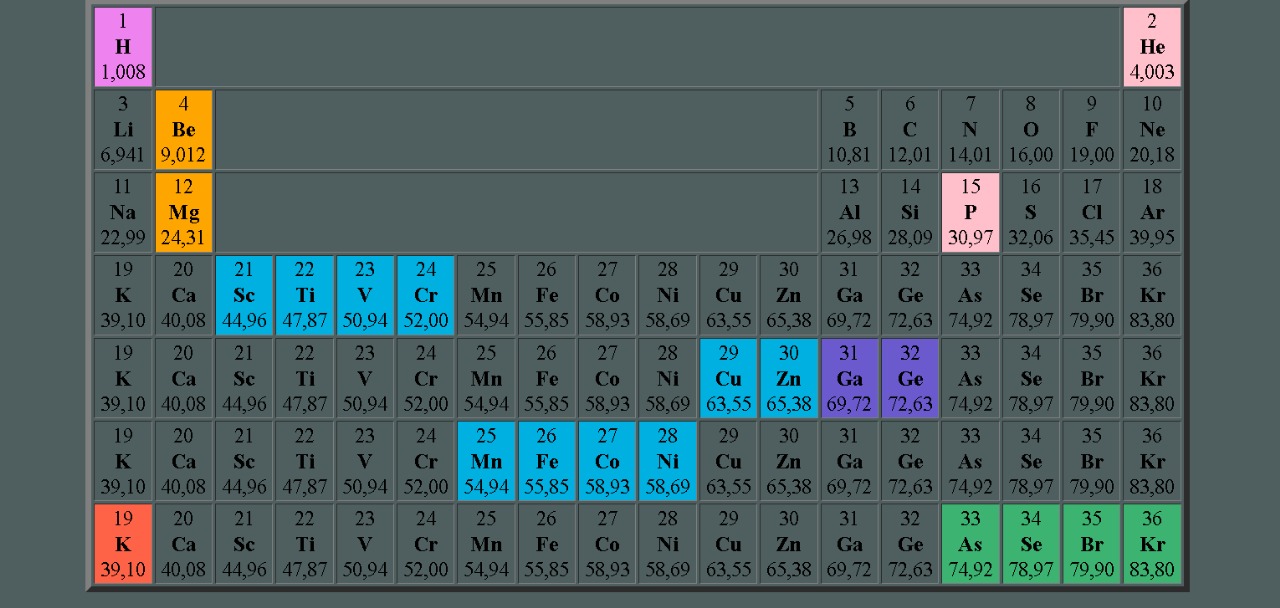 1 2
H He
1,008 4,003
3 4 5 6 7 8 9 10
Li Be B C N O F Ne
6,941 9,012 10,81 12,01 14,01 16,00 19,00 20,18
11 12 13 14 15 16 17 18
Na Mg Al Si P S Cl Ar
22,99 24,31 26,98 28,09 30,97 32,06 35,45 39,95
19 20 21 22 23 24 25 26 27 28 29 30 31 32 33 34 35 36
K Ca Sc Ti V Cr Mn Fe Co Ni Cu Zn Ga Ge As Se Br Kr
39,10 40,08 44,96 47,87 50,94 52,00 54,94 55,85 58,93 58,69 63,55 65,38 69,72 72,63 74,92 78,97 79,90 83,80
19 20 21 22 23 24 25 26 27 28 29 30 31 32 33 34 35 36
K Ca Sc Ti V Cr Mn Fe Co Ni Cu Zn Ga Ge As Se Br Kr
39,10 40,08 44,96 47,87 50,94 52,00 54,94 55,85 58,93 58,69 63,55 65,38 69,72 72,63 74,92 78,97 79,90 83,80
19 20 21 22 23 24 25 26 27 28 29 30 31 32 33 34 35 36
K Ca Sc Ti V Cr Mn Fe Co Ni Cu Zn Ga Ge As Se Br Kr
39,10 40,08 44,96 47,87 50,94 52,00 54,94 55,85 58,93 58,69 63,55 65,38 69,72 72,63 74,92 78,97 79,90 83,80
19 20 21 22 23 24 25 26 27 28 29 30 31 32 33 34 35 36
K Ca Sc Ti V Cr Mn Fe Co Ni Cu Zn Ga Ge As Se Br Kr
39,10 40,08 44,96 47,87 50,94 52,00 54,94 55,85 58,93 58,69 63,55 65,38 69,72 72,63 74,92 78,97 79,90 83,80